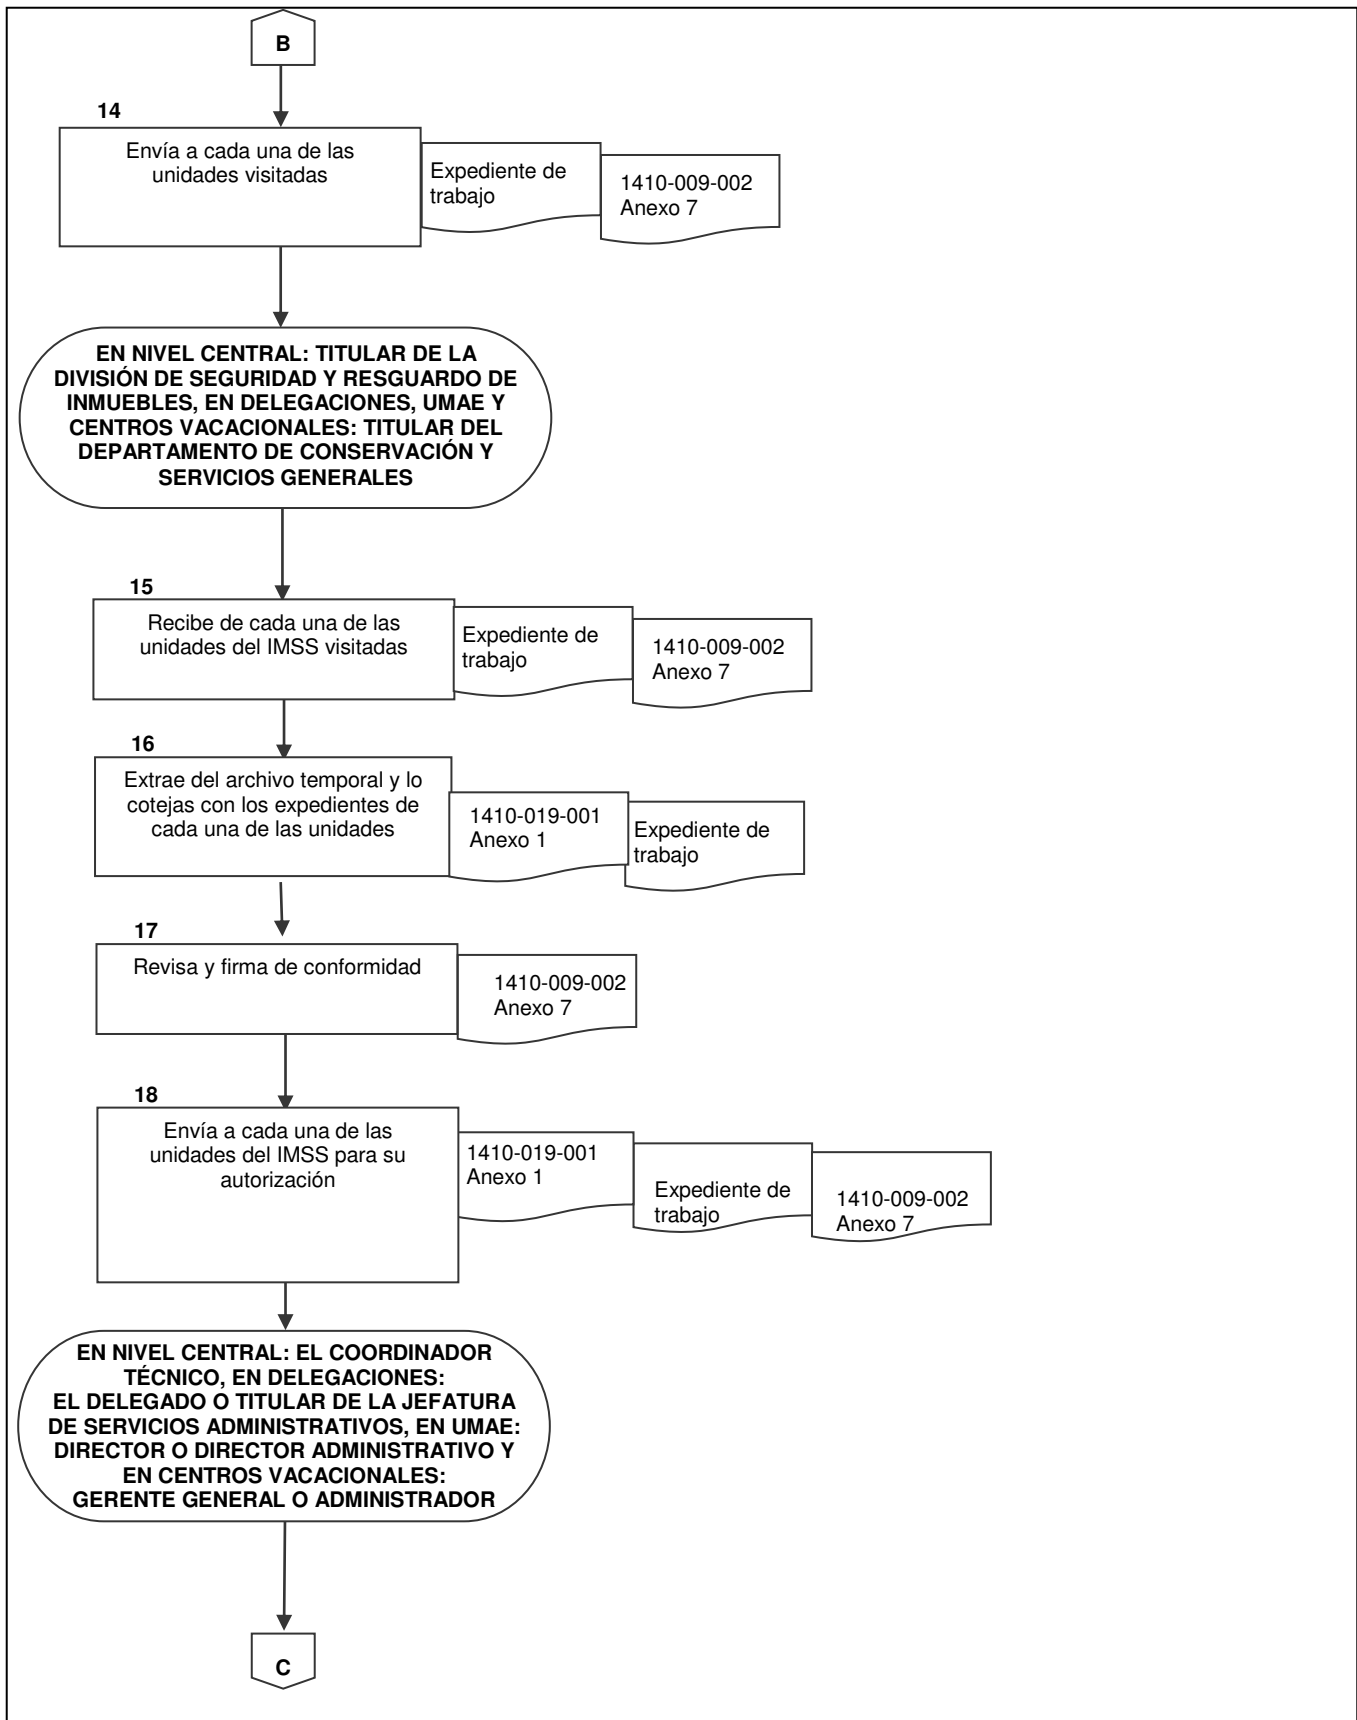 B
14
Envía a cada una de las
unidades visitadas
Expediente de
trabajo
1410-009-002
Anexo 7
EN NIVEL CENTRAL: TITULAR DE LA
DIVISIÓN DE SEGURIDAD Y RESGUARDO DE
INMUEBLES, EN DELEGACIONES, UMAE Y
CENTROS VACACIONALES: TITULAR DEL
DEPARTAMENTO DE CONSERVACIÓN Y
SERVICIOS GENERALES
15
Recibe de cada una de las
unidades del IMSS visitadas
Expediente de
trabajo
1410-009-002
Anexo 7
16
Extrae del archivo temporal y lo
cotejas con los expedientes de
cada una de las unidades
1410-019-001
Anexo 1
Expediente de
trabajo
17
Revisa y firma de conformidad
1410-009-002
Anexo 7
18
Envía a cada una de las
unidades del IMSS para su
autorización
1410-019-001
Anexo 1
Expediente de
trabajo
1410-009-002
Anexo 7
EN NIVEL CENTRAL: EL COORDINADOR
TÉCNICO, EN DELEGACIONES:
EL DELEGADO O TITULAR DE LA JEFATURA
DE SERVICIOS ADMINISTRATIVOS, EN UMAE:
DIRECTOR O DIRECTOR ADMINISTRATIVO Y
EN CENTROS VACACIONALES:
GERENTE GENERAL O ADMINISTRADOR
C